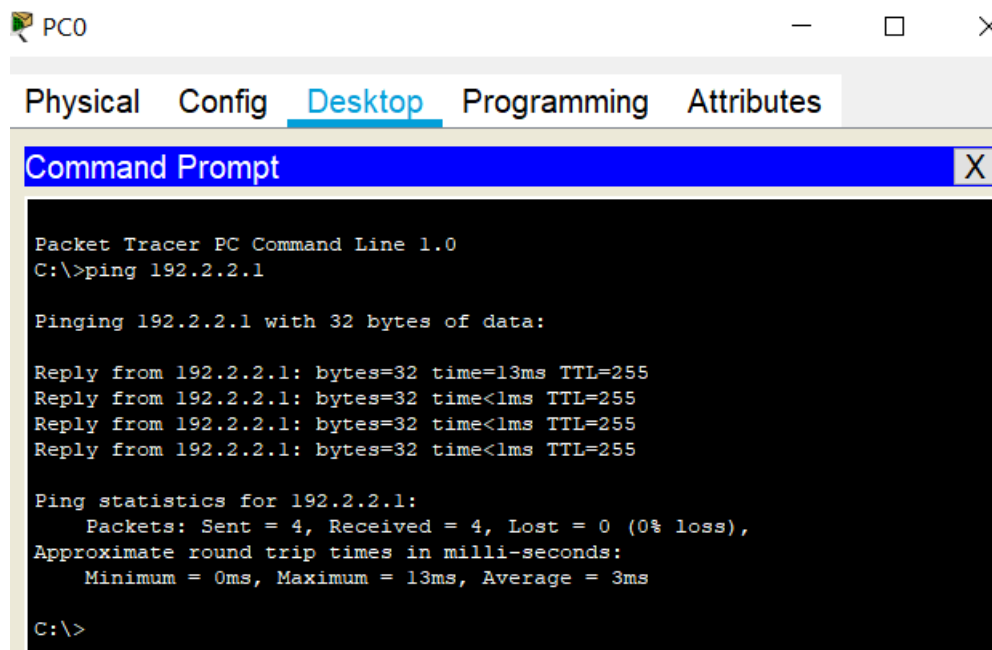 PC0
Physical Config Desktop Programming Attributes
Command Prompt X
Packet Tracer PC Command Line 1.0
C:\>ping 192.2.2.1
Pinging 192.2.2.1 with 32 bytes of data:
Reply from 192.2.2.1: bytes=32 time=13ms TTL=255
Reply from 192.2.2.1: bytes=32 time<1ms TTL=255
Reply from 192.2.2.1: bytes=32 time<1ms TTL=255
Reply from 192.2.2.1: bytes=32 time<1ms TTL=255
Ping statistics for 192.2.2.1:
    Packets: Sent = 4, Received = 4, Lost = 0 (0% loss),
Approximate round trip times in milli-seconds:
    Minimum = 0ms, Maximum = 13ms, Average = 3ms
C:\>